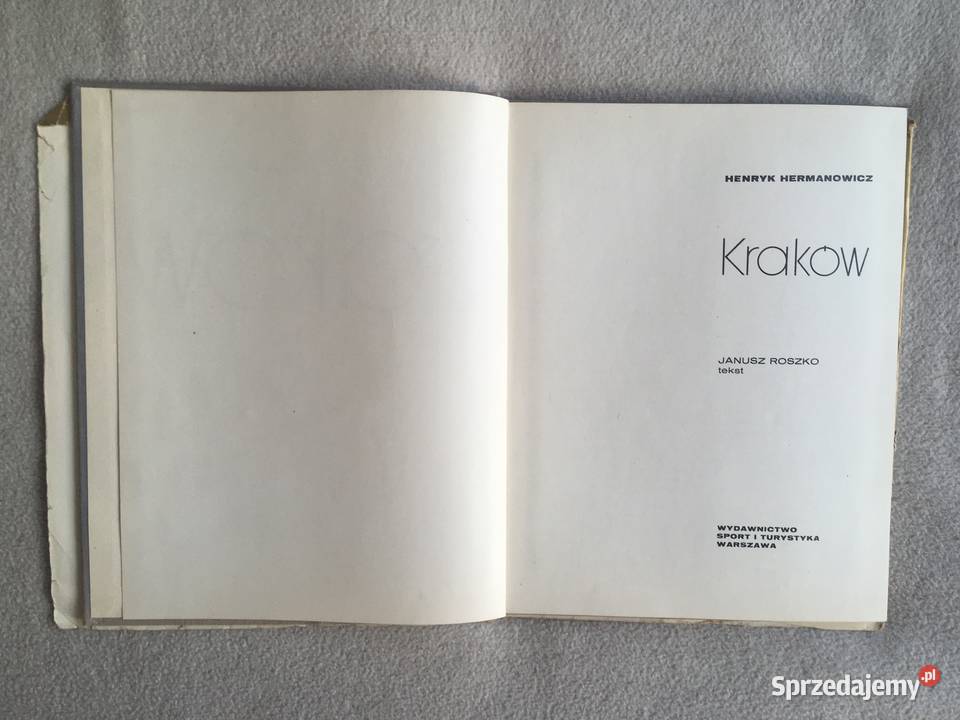 HENRYK HERMANOWICZ
Kraków
JANUSZ ROSZKO
tekst
WYDAWNICTWO
SPORT I TURYSTYKA
WARSZAWA
Sprzedajemy.pl